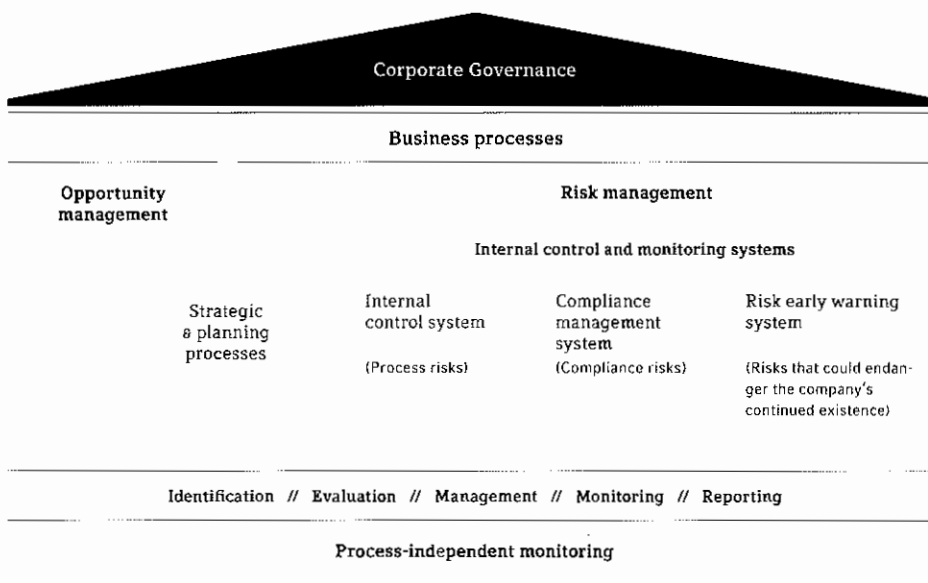 Corporate Governance
Business processes
Opportunity
management
Risk management
Internal control and monitoring systems
Strategic
& planning
processes
Internal
control system
(Process risks)
Compliance
management
system
(Compliance risks)
Risk early warning
system
(Risks that could endan-
ger the company's
continued existence)
Identification // Evaluation // Management // Monitoring // Reporting
Process-independent monitoring